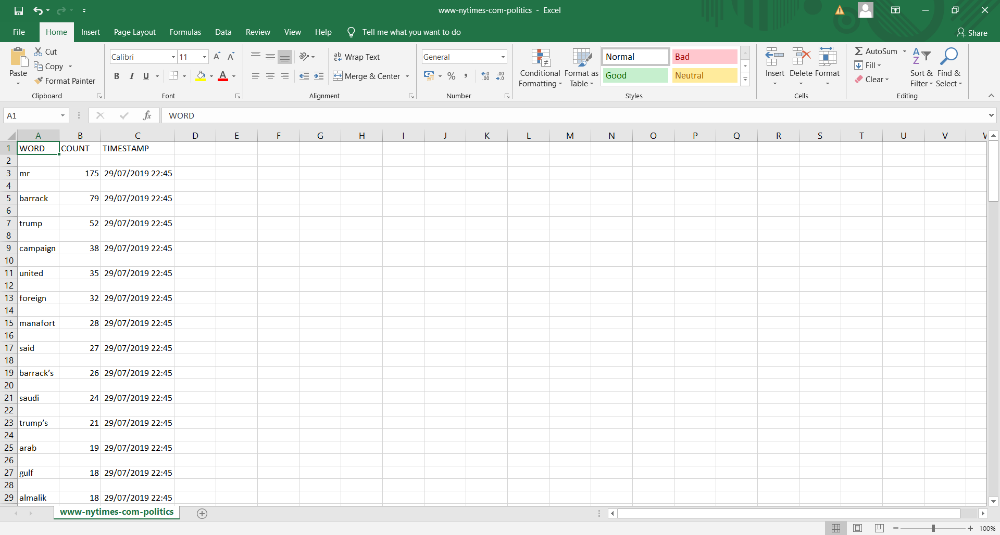 www-nytimes-com-politics - Excel
File Home Insert Page Layout Formulas Data Review View Help Tell me what you want to do Share
Paste
Cut
Copy
Format Painter
Clipboard
Calibri 11
B I U
Font
Wrap Text
Merge & Center
Alignment
General
% ,
Number
Conditional Formatting
Format as Table
Normal Bad
Good Neutral
Styles
Insert Delete Format
Cells
AutoSum
Fill
Clear
Sort & Filter
Find & Select
Editing
A1 fx WORD
A B C D E F G H I J K L M N O P Q R S T U V
1 WORD COUNT TIMESTAMP
2
3 mr 175 29/07/2019 22:45
4
5 barrack 79 29/07/2019 22:45
6
7 trump 52 29/07/2019 22:45
8
9 campaign 38 29/07/2019 22:45
10
11 united 35 29/07/2019 22:45
12
13 foreign 32 29/07/2019 22:45
14
15 manafort 28 29/07/2019 22:45
16
17 said 27 29/07/2019 22:45
18
19 barrack’s 26 29/07/2019 22:45
20
21 saudi 24 29/07/2019 22:45
22
23 trump’s 21 29/07/2019 22:45
24
25 arab 19 29/07/2019 22:45
26
27 gulf 18 29/07/2019 22:45
28
29 almalik 18 29/07/2019 22:45
www-nytimes-com-politics
100%